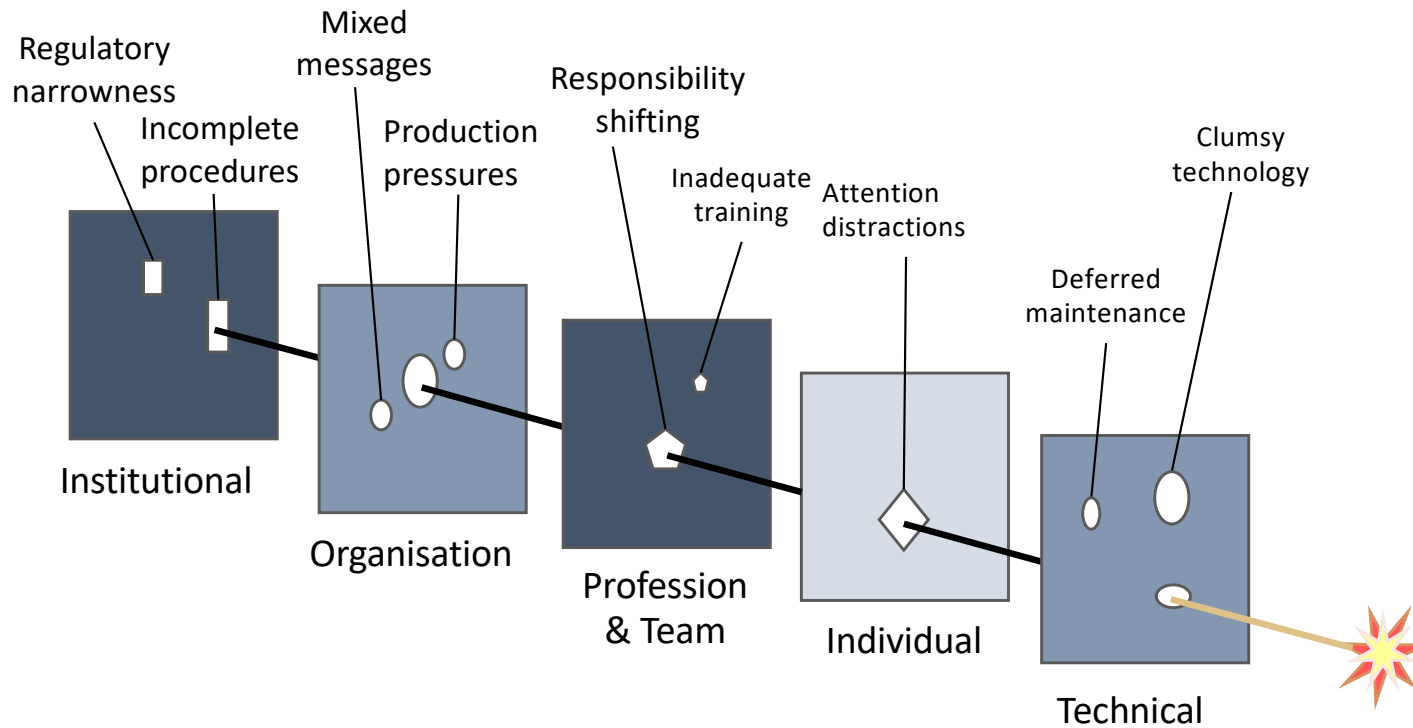 Regulatory
narrowness
Incomplete
procedures
Mixed
messages
Production
pressures
Responsibility
shifting
Inadequate
training
Attention
distractions
Clumsy
technology
Deferred
maintenance
Institutional
Organisation
Profession
& Team
Individual
Technical